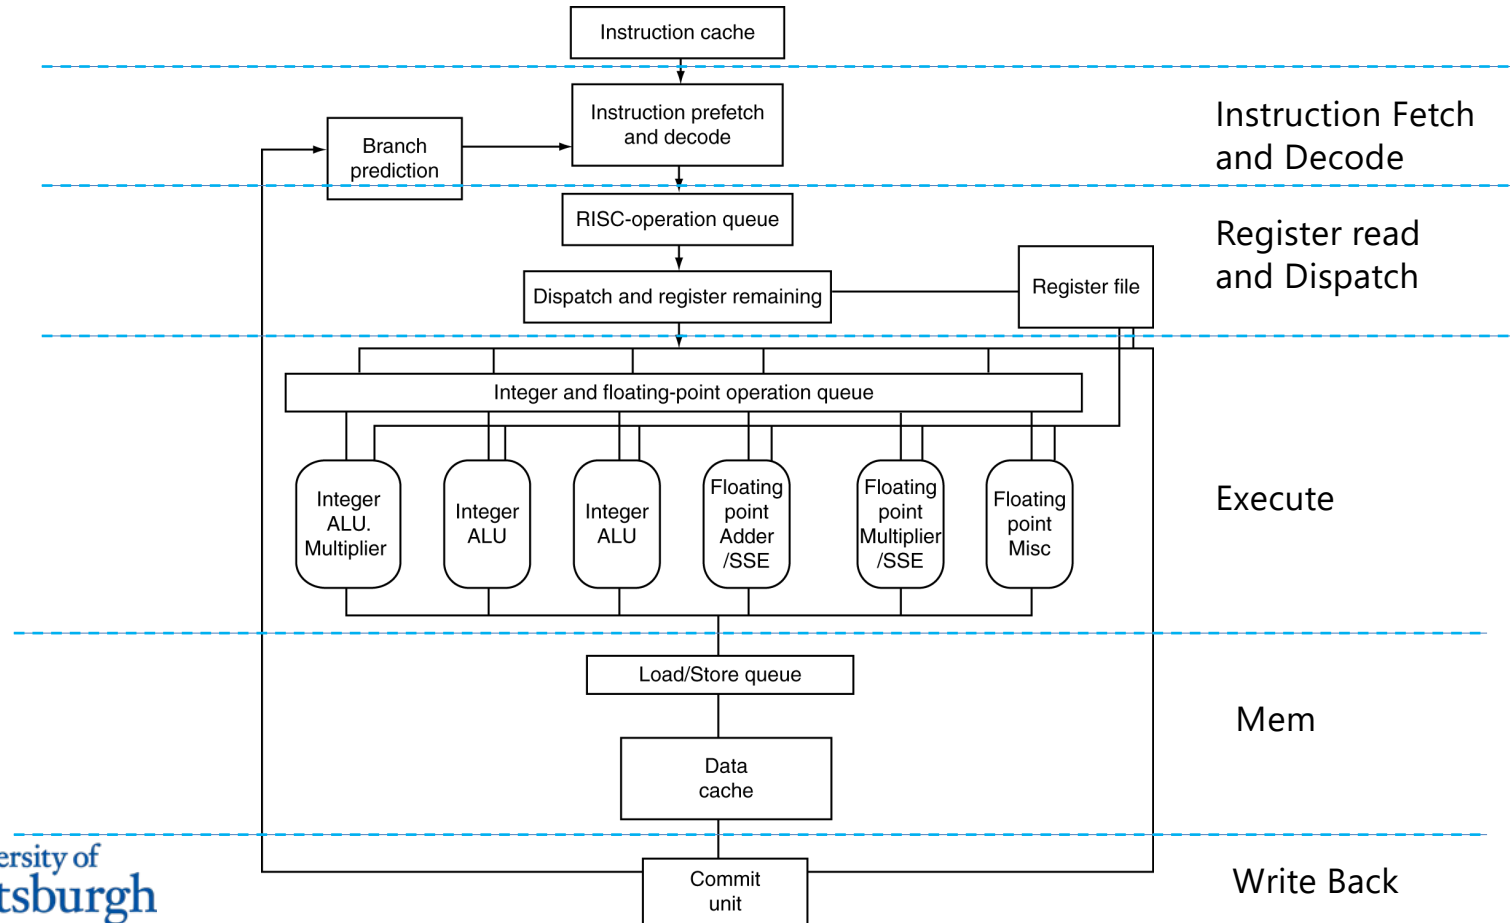 Instruction cache
Instruction prefetch
and decode
Instruction Fetch
and Decode
Branch
prediction
RISC-operation queue
Register read
and Dispatch
Dispatch and register remaining
Register file
Integer and floating-point operation queue
Integer
ALU.
Multiplier
Integer
ALU
Integer
ALU
Floating
point
Adder
/SSE
Floating
point
Multiplier
/SSE
Floating
point
Misc
Execute
Load/Store queue
Mem
Data
cache
ersity of
tsburgh
Commit
unit
Write Back